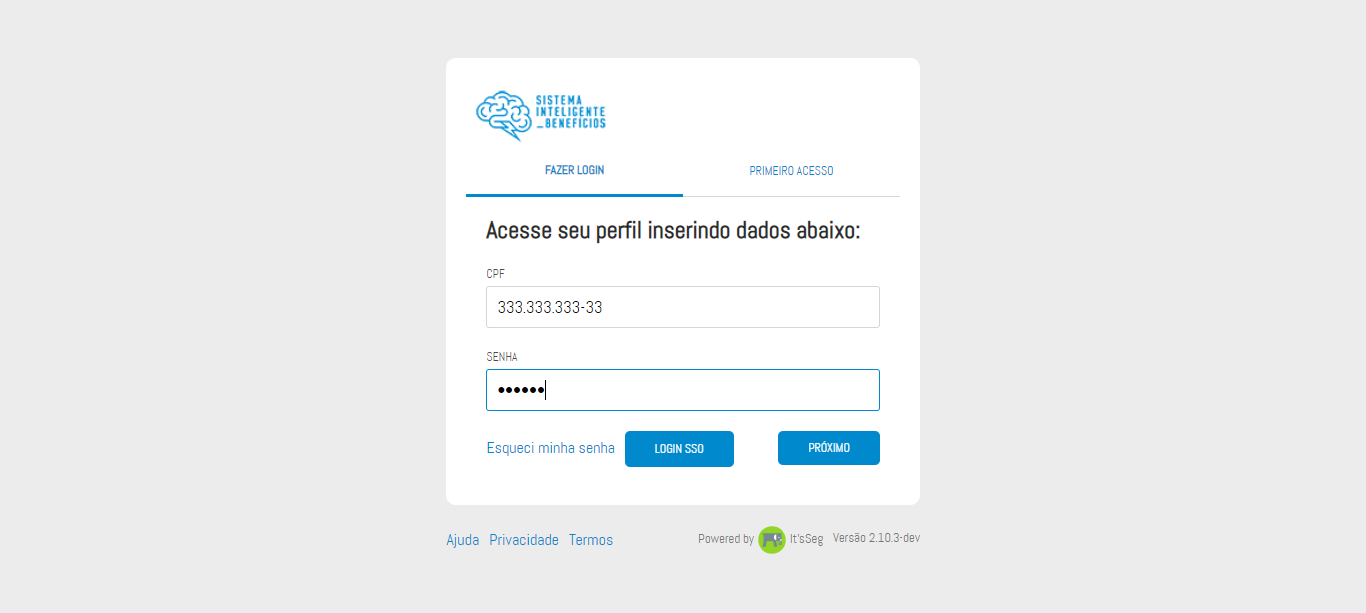 SISTEMA
INTELIGENTE
_BENEFÍCIOS
FAZER LOGIN
PRIMEIRO ACESSO
Acesse seu perfil inserindo dados abaixo:
CPF
333.333.333-33
SENHA
••••••
Esqueci minha senha
LOGIN SSO
PRÓXIMO
Ajuda Privacidade Termos
Powered by It'sSeg Versão 2.10.3-dev